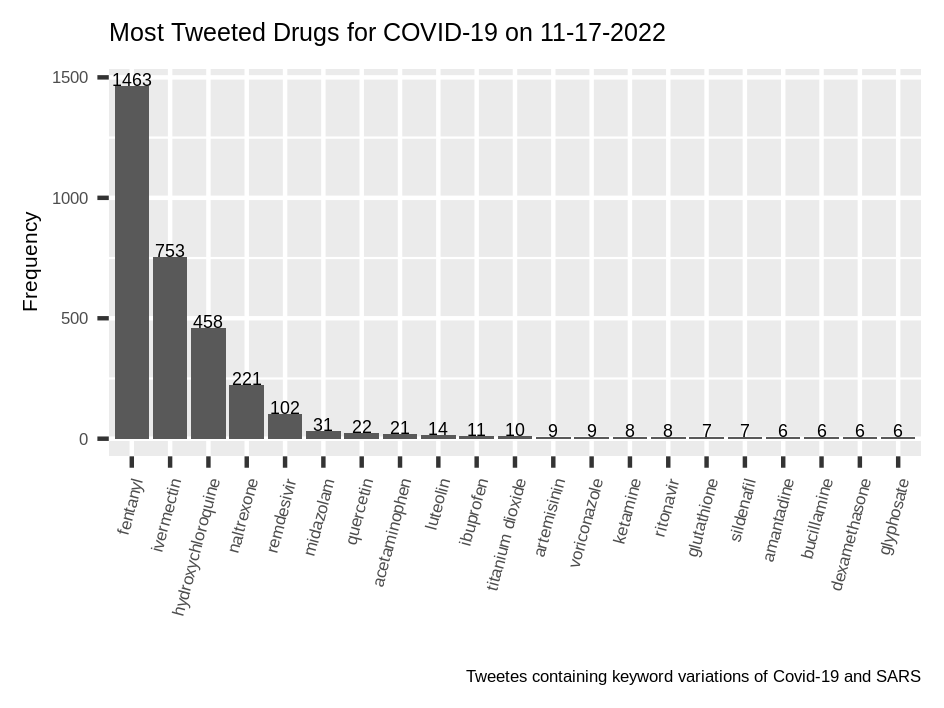 Most Tweeted Drugs for COVID-19 on 11-17-2022
Frequency
1500
1000
500
0
1463
753
458
221
102
31
22
21
14
11
10
9
9
8
8
7
7
6
6
6
6
fentanyl
ivermectin
hydroxychloroquine
naltrexone
remdesivir
midazolam
quercetin
acetaminophen
luteolin
ibuprofen
titanium dioxide
artemisinin
voriconazole
ketamine
ritonavir
glutathione
sildenafil
amantadine
bucillamine
dexamethasone
glyphosate
Tweetes containing keyword variations of Covid-19 and SARS